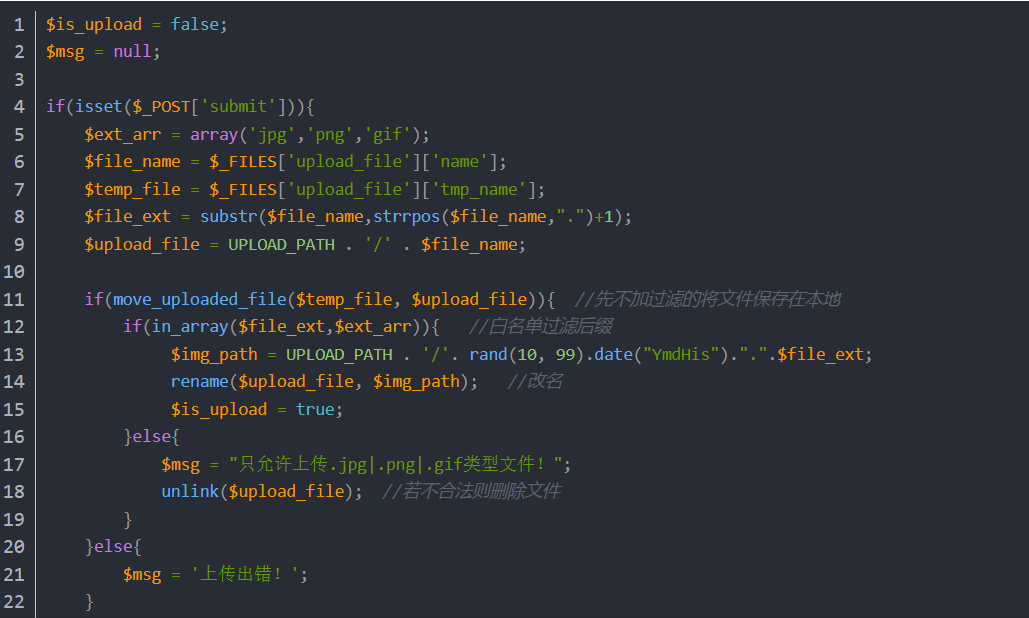 1 $is_upload = false;
2 $msg = null;
3
4 if(isset($_POST['submit'])){
5     $ext_arr = array('jpg','png','gif');
6     $file_name = $_FILES['upload_file']['name'];
7     $temp_file = $_FILES['upload_file']['tmp_name'];
8     $file_ext = substr($file_name,strrpos($file_name,".")+1);
9     $upload_file = UPLOAD_PATH . '/' . $file_name;
10
11     if(move_uploaded_file($temp_file, $upload_file)){  //先不加过滤的将文件保存在本地
12         if(in_array($file_ext,$ext_arr)){   //白名单过滤后缀
13              $img_path = UPLOAD_PATH . '/'. rand(10, 99).date("YmdHis").".".$file_ext;
14              rename($upload_file, $img_path);   //改名
15              $is_upload = true;
16         }else{
17             $msg = "只允许上传.jpg|.png|.gif类型文件！";
18             unlink($upload_file);  //若不合法则删除文件
19         }
20     }else{
21         $msg = '上传出错！';
22     }